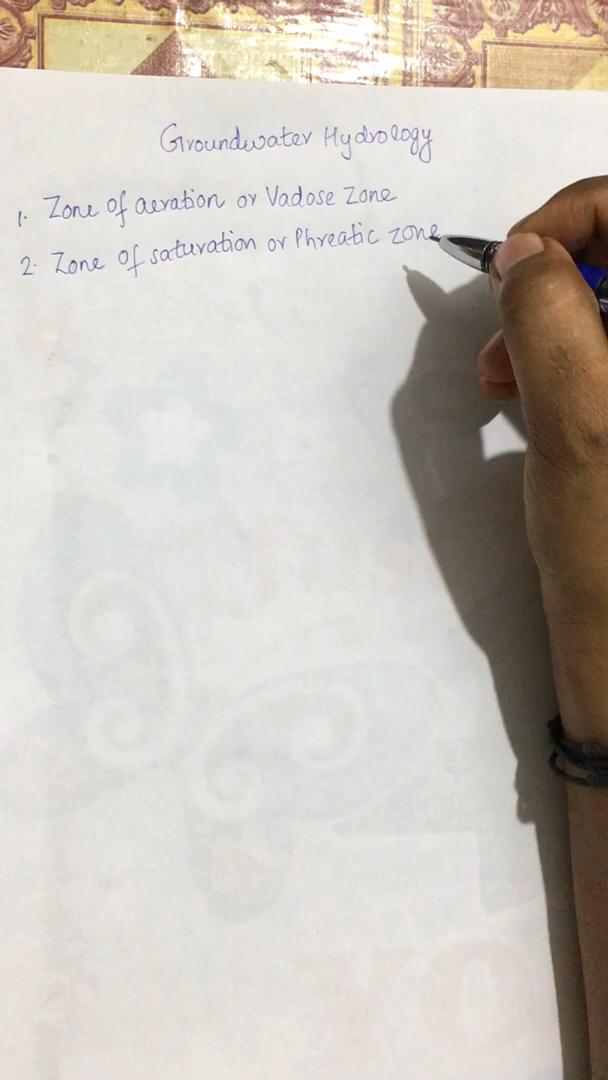 Groundwater Hydrology
1. Zone of aeration or Vadose Zone
2. Zone of saturation or Phreatic zone